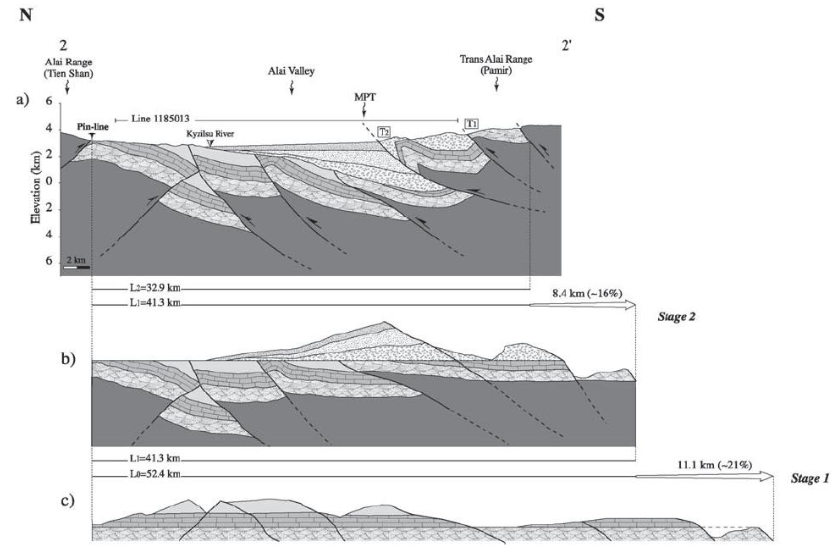 N
S
2
2'
Alai Range
(Tien Shan)
Alai Valley
Trans Alai Range
(Pamir)
MPT
a)
Line 1185013
Pin-line
Kyzilsu River
T2
T1
6
4
2
0
2
4
6
Elevation (km)
2 km
L2=32.9 km
L1=41.3 km
8.4 km (~16%)
Stage 2
b)
L1=41.3 km
L0=52.4 km
11.1 km (~21%)
Stage 1
c)